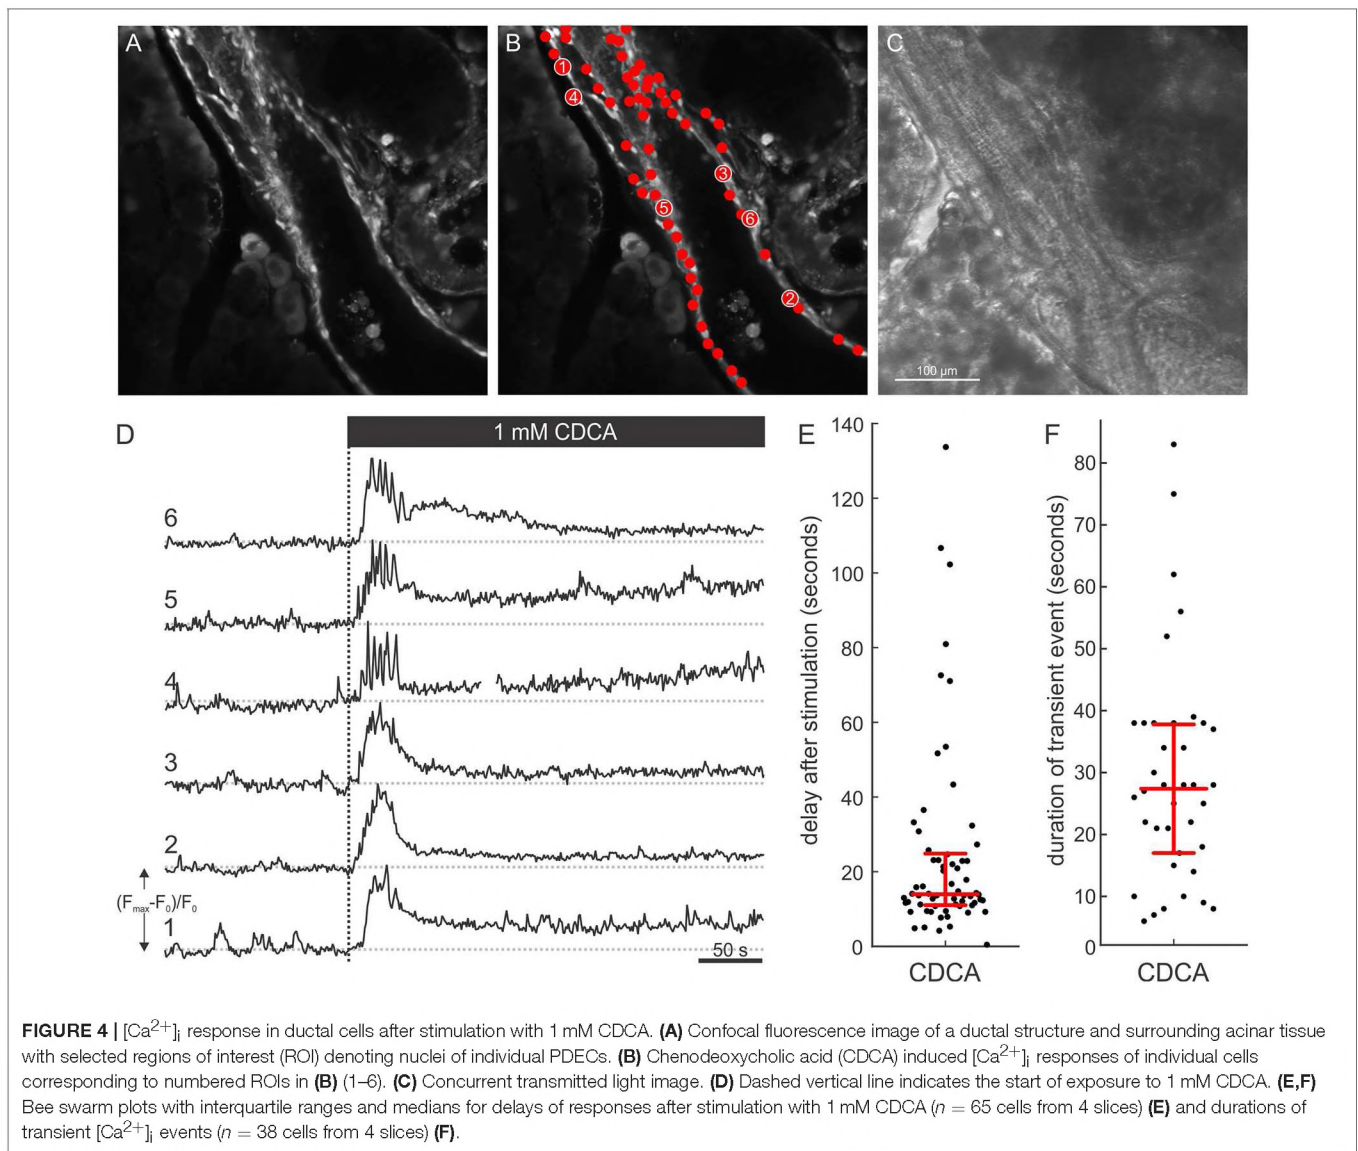 A
B
C
1
4
3
5
6
2
100 µm
D
1 mM CDCA
6
5
4
3
2
1
(Fmax-F0)/F0
50 s
E
delay after stimulation (seconds)
140
120
100
80
60
40
20
0
CDCA
F
duration of transient event (seconds)
80
70
60
50
40
30
20
10
0
CDCA
FIGURE 4 | [Ca2+]i response in ductal cells after stimulation with 1 mM CDCA. (A) Confocal fluorescence image of a ductal structure and surrounding acinar tissue
with selected regions of interest (ROI) denoting nuclei of individual PDECs. (B) Chenodeoxycholic acid (CDCA) induced [Ca2+]i responses of individual cells
corresponding to numbered ROIs in (B) (1–6). (C) Concurrent transmitted light image. (D) Dashed vertical line indicates the start of exposure to 1 mM CDCA. (E,F)
Bee swarm plots with interquartile ranges and medians for delays of responses after stimulation with 1 mM CDCA (n = 65 cells from 4 slices) (E) and durations of
transient [Ca2+]i events (n = 38 cells from 4 slices) (F).